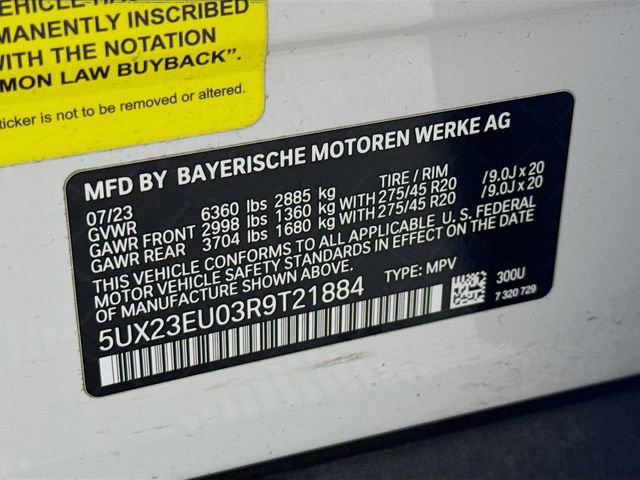 EHICLE
MANENTLY INSCRIBED
WITH THE NOTATION
MON LAW BUYBACK".
ticker is not to be removed or altered.
MFD BY BAYERISCHE MOTOREN WERKE AG
07/23 TIRE / RIM
GVWR 6360 lbs 2885 kg
GAWR FRONT 2998 lbs 1360 kg WITH 275/45 R20 /9.0J x 20
GAWR REAR 3704 lbs 1680 kg WITH 275/45 R20 /9.0J x 20
THIS VEHICLE CONFORMS TO ALL APPLICABLE U. S. FEDERAL
MOTOR VEHICLE SAFETY STANDARDS IN EFFECT ON THE DATE
OF MANUFACTURE SHOWN ABOVE.
5UX23EU03R9T21884 TYPE: MPV 300U
7 320 729